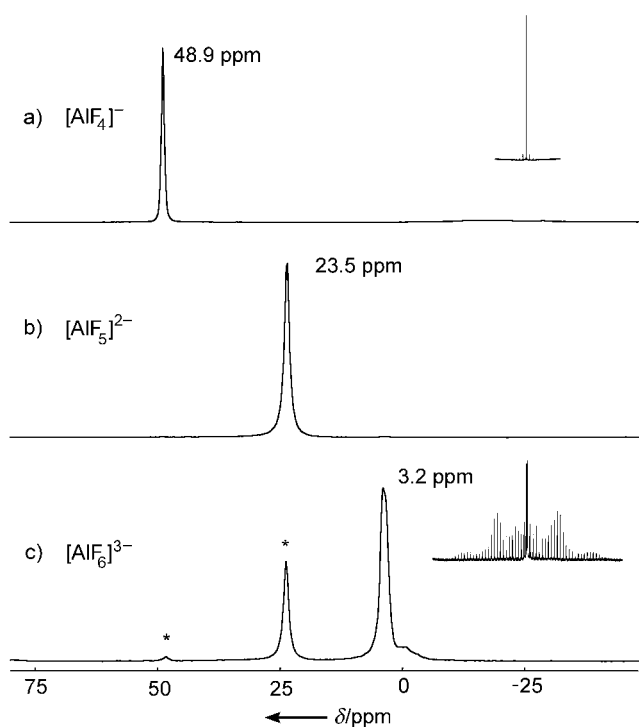 48.9 ppm
a) [AlF₄]⁻
23.5 ppm
b) [AlF₅]²⁻
3.2 ppm
c) [AlF₆]³⁻
*
*
75 50 25 0 -25
δ/ppm